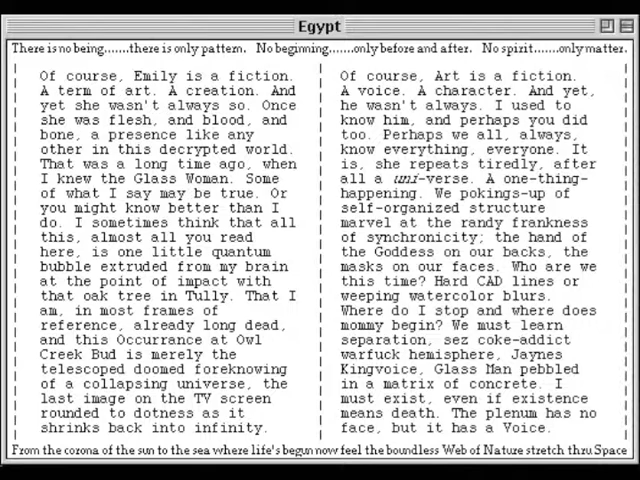 Egypt
There is no being.......there is only pattern. No beginning.......only before and after. No spirit.......only matter.
Of course, Emily is a fiction.
A term of art. A creation. And
yet she wasn't always so. Once
she was flesh, and blood, and
bone, a presence like any
other in this decrypted world.
That was a long time ago, when
I knew the Glass Woman. Some
of what I say may be true. Or
you might know better than I
do. I sometimes think that all
this, almost all you read
here, is one little quantum
bubble extruded from my brain
at the point of impact with
that oak tree in Tully. That I
am, in most frames of
reference, already long dead,
and this Occurrance at Owl
Creek Bud is merely the
telescoped doomed foreknowing
of a collapsing universe, the
last image on the TV screen
rounded to dotness as it
shrinks back into infinity.
Of course, Art is a fiction.
A voice. A character. And yet,
he wasn't always. I used to
know him, and perhaps you did
too. Perhaps we all, always,
know everything, everyone. It
is, she repeats tiredly, after
all a uni-verse. A one-thing-
happening. We pokings-up of
self-organized structure
marvel at the randy frankness
of synchronicity; the hand of
the Goddess on our backs, the
masks on our faces. Who are we
this time? Hard CAD lines or
weeping watercolor blurs.
Where do I stop and where does
mommy begin? We must learn
separation, sez coke-addict
warfuck hemisphere, Jaynes
Kingvoice, Glass Man pebbled
in a matrix of concrete. I
must exist, even if existence
means death. The plenum has no
face, but it has a Voice.
From the corona of the sun to the sea where life's begun now feel the boundless Web of Nature stretch thru Space